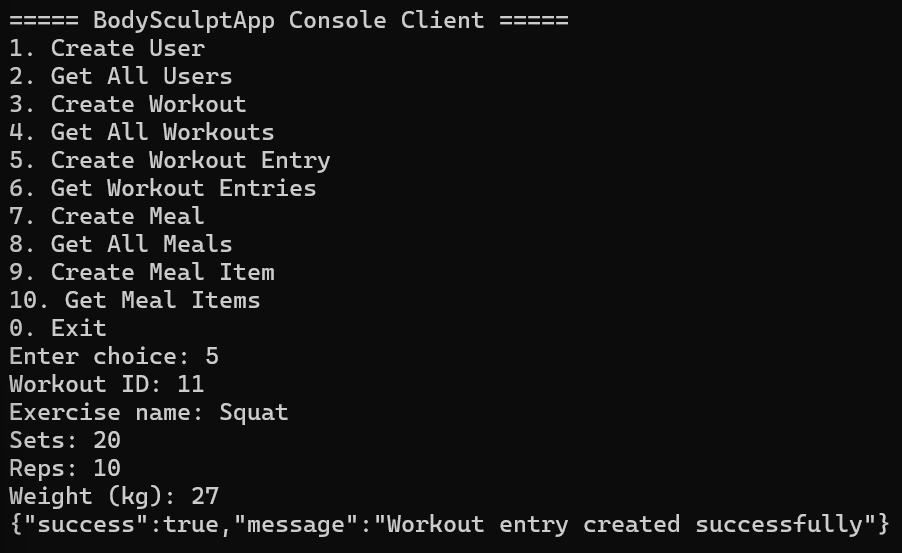 ===== BodySculptApp Console Client =====
1. Create User
2. Get All Users
3. Create Workout
4. Get All Workouts
5. Create Workout Entry
6. Get Workout Entries
7. Create Meal
8. Get All Meals
9. Create Meal Item
10. Get Meal Items
0. Exit
Enter choice: 5
Workout ID: 11
Exercise name: Squat
Sets: 20
Reps: 10
Weight (kg): 27
{"success":true,"message":"Workout entry created successfully"}